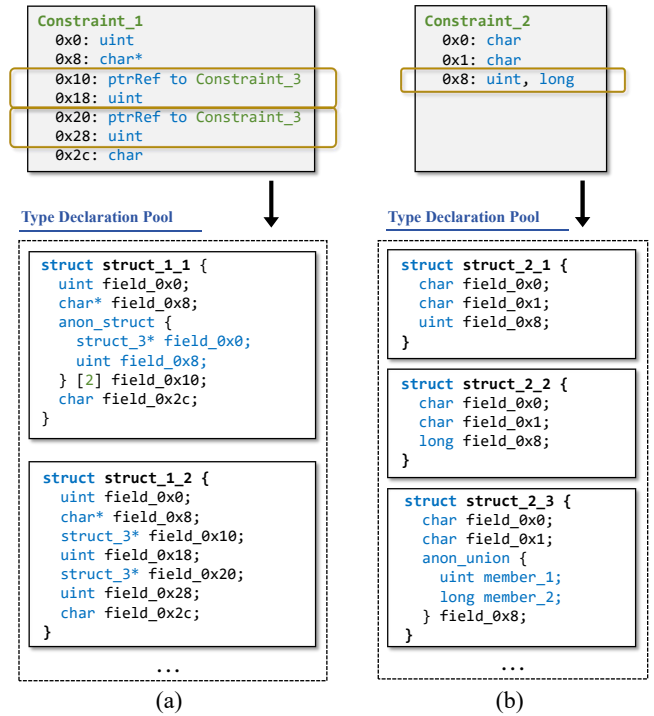 Constraint_1
0x0: uint
0x8: char*
0x10: ptrRef to Constraint_3
0x18: uint
0x20: ptrRef to Constraint_3
0x28: uint
0x2c: char
Type Declaration Pool
struct struct_1_1 {
uint field_0x0;
char* field_0x8;
anon_struct {
struct_3* field_0x0;
uint field_0x8;
} [2] field_0x10;
char field_0x2c;
}
struct struct_1_2 {
uint field_0x0;
char* field_0x8;
struct_3* field_0x10;
uint field_0x18;
struct_3* field_0x20;
uint field_0x28;
char field_0x2c;
}
...
(a)
Constraint_2
0x0: char
0x1: char
0x8: uint, long
Type Declaration Pool
struct struct_2_1 {
char field_0x0;
char field_0x1;
uint field_0x8;
}
struct struct_2_2 {
char field_0x0;
char field_0x1;
long field_0x8;
}
struct struct_2_3 {
char field_0x0;
char field_0x1;
anon_union {
uint member_1;
long member_2;
} field_0x8;
}
...
(b)